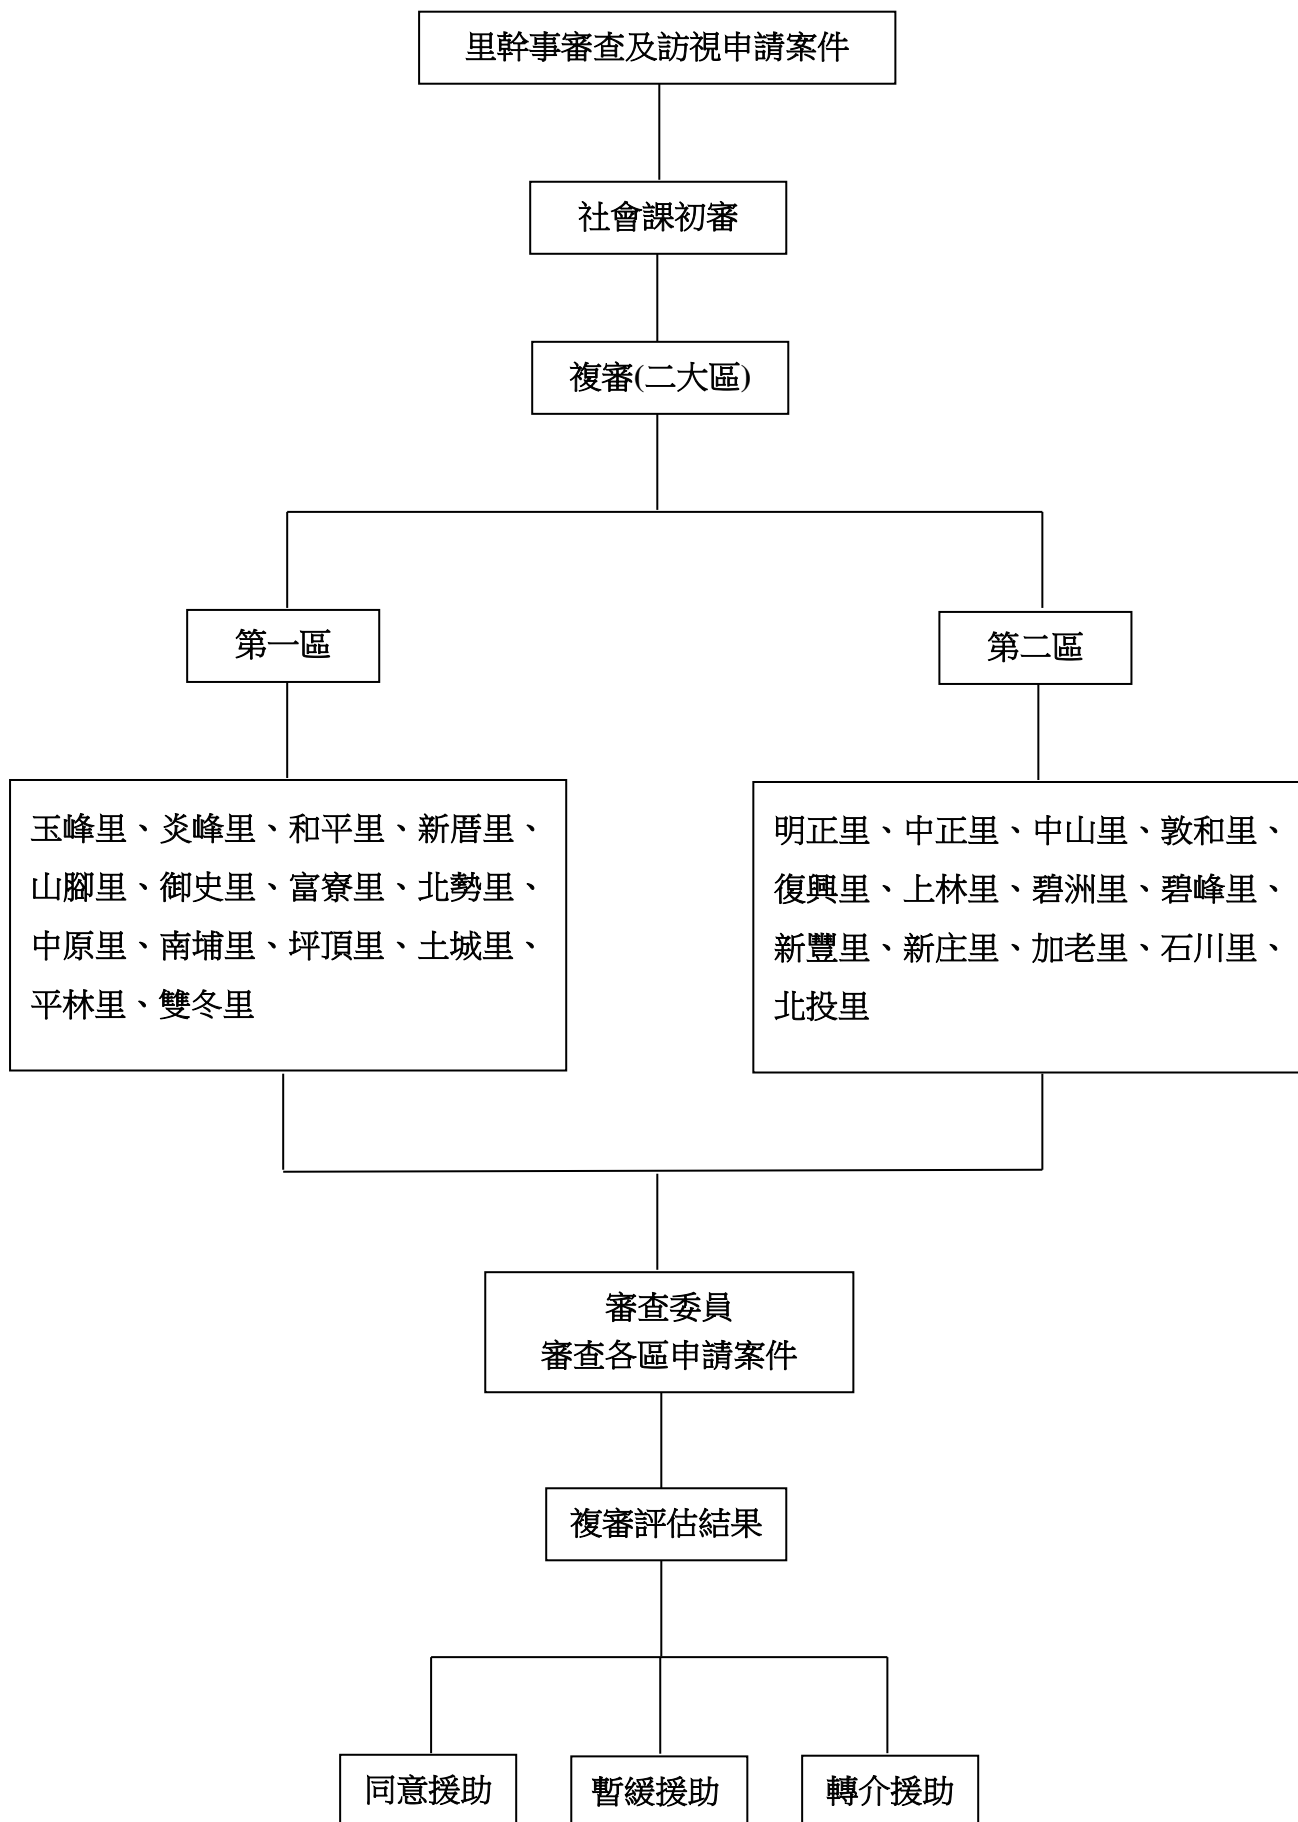 里幹事審查及訪視申請案件
社會課初審
複審(二大區)
第一區
第二區
玉峰里、炎峰里、和平里、新厝里、
山腳里、御史里、富寮里、北勢里、
中原里、南埔里、坪頂里、土城里、
平林里、雙冬里
明正里、中正里、中山里、敦和里、
復興里、上林里、碧洲里、碧峰里、
新豐里、新庄里、加老里、石川里、
北投里
審查委員
審查各區申請案件
複審評估結果
同意援助
暫緩援助
轉介援助